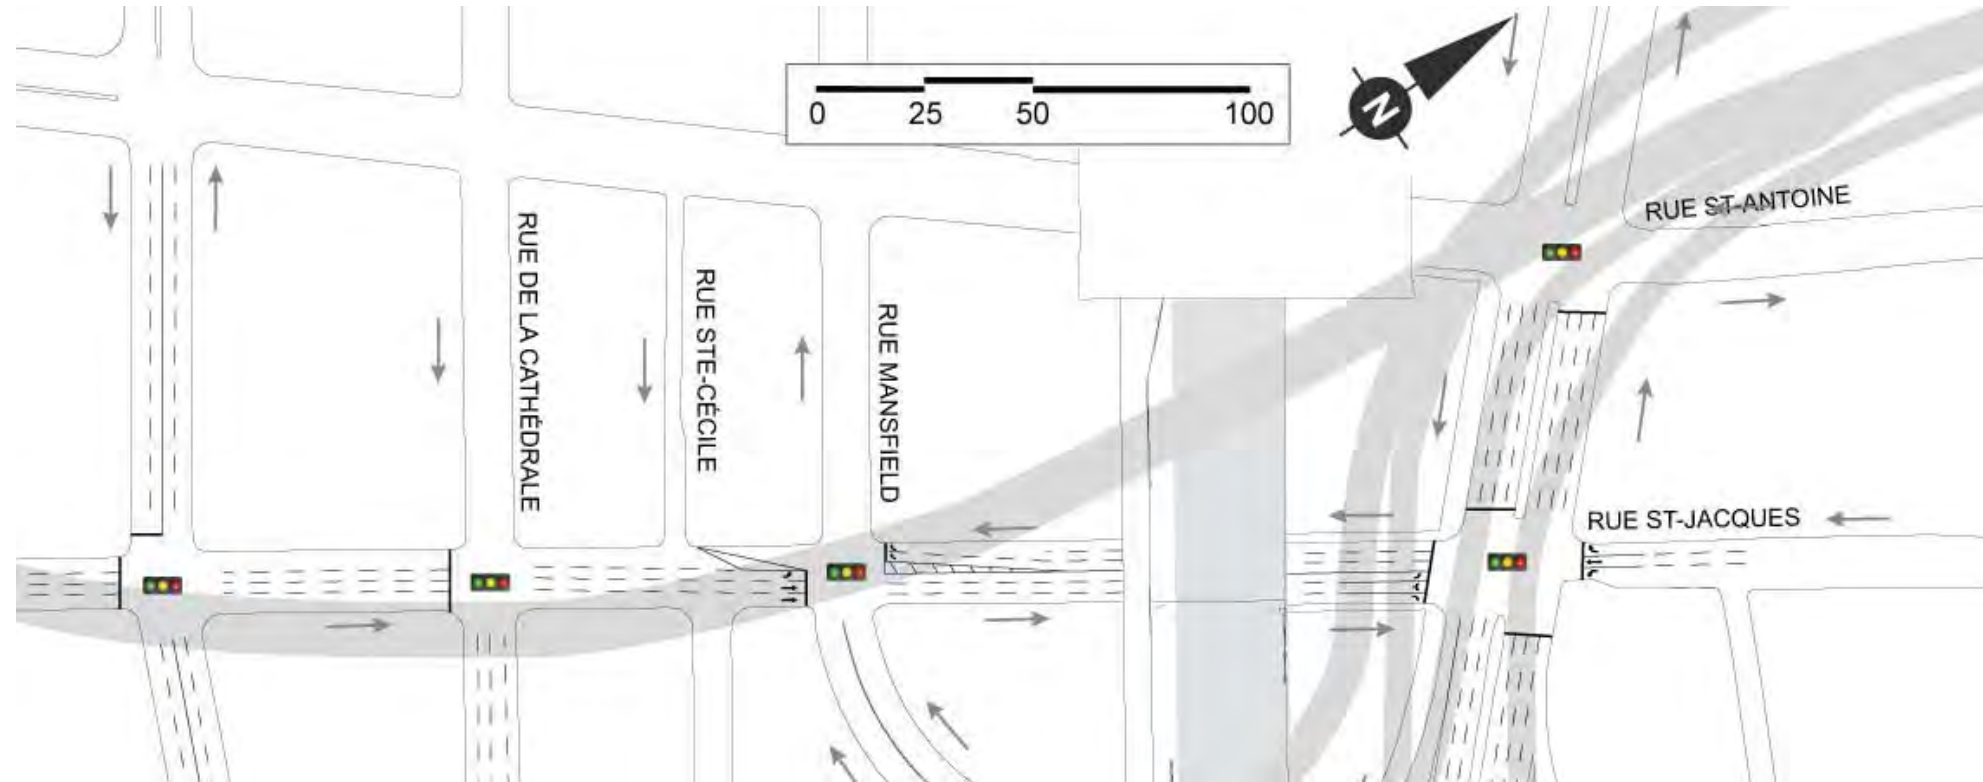 0 25 50 100
N
RUE ST-ANTOINE
RUE DE LA CATHÉDRALE
RUE STE-CÉCILE
RUE MANSFIELD
RUE ST-JACQUES